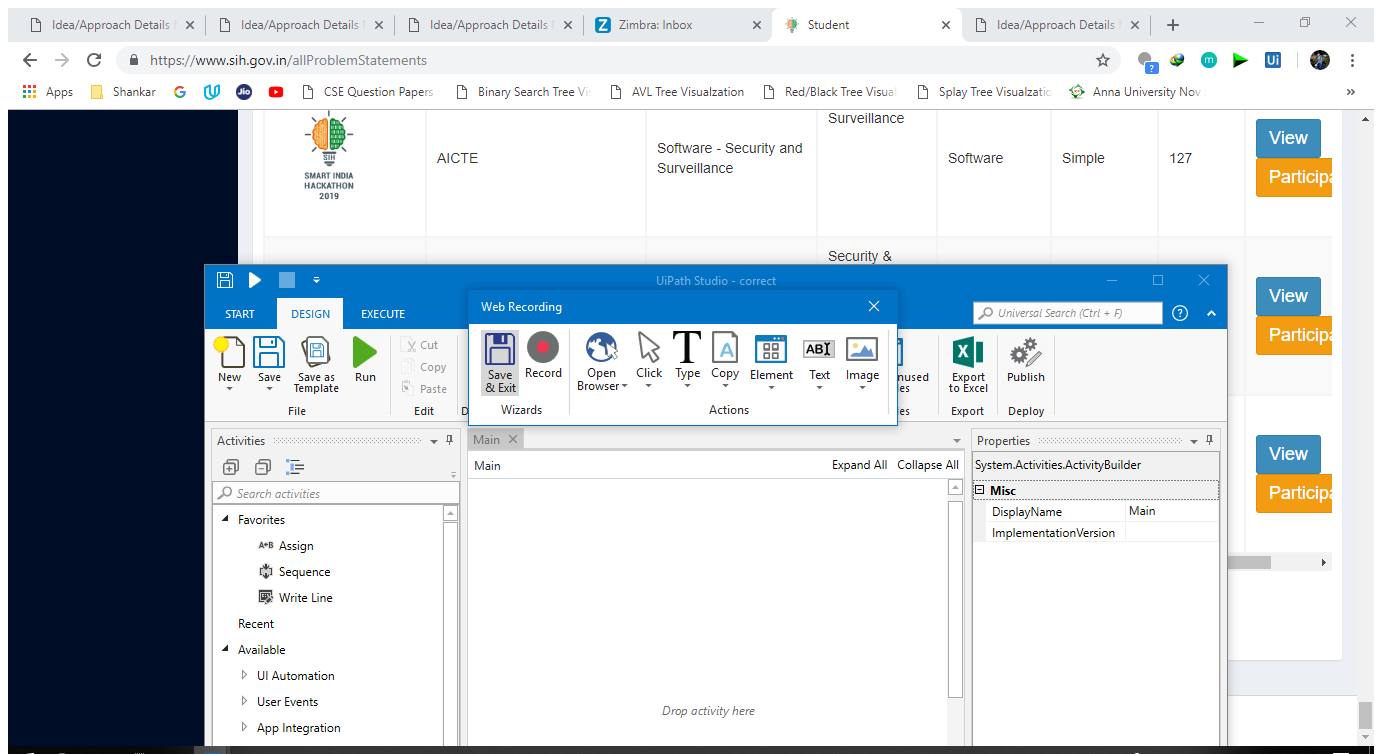 Idea/Approach Details
Idea/Approach Details
Idea/Approach Details
Zimbra: Inbox
Student
Idea/Approach Details
https://www.sih.gov.in/allProblemStatements
Apps
Shankar
CSE Question Papers
Binary Search Tree Vi
AVL Tree Visualzation
Red/Black Tree Visual
Splay Tree Visualzatio
Anna University Nov
SIH
SMART INDIA
HACKATHON
2019
AICTE
Software - Security and
Surveillance
Surveillance
Software
Simple
127
View
Participa
Security &
View
Participa
View
Participa
UiPath Studio - correct
START
DESIGN
EXECUTE
Universal Search (Ctrl + F)
New
Save
Save as
Template
Run
File
Cut
Copy
Paste
Edit
Web Recording
Save
& Exit
Record
Wizards
Open
Browser
Click
Type
Copy
Element
Text
Image
Actions
nused
es
es
Export
to Excel
Export
Publish
Deploy
Activities
Search activities
Favorites
Assign
Sequence
Write Line
Recent
Available
UI Automation
User Events
App Integration
Main
Main
Expand All Collapse All
Drop activity here
Properties
System.Activities.ActivityBuilder
Misc
DisplayName Main
ImplementationVersion